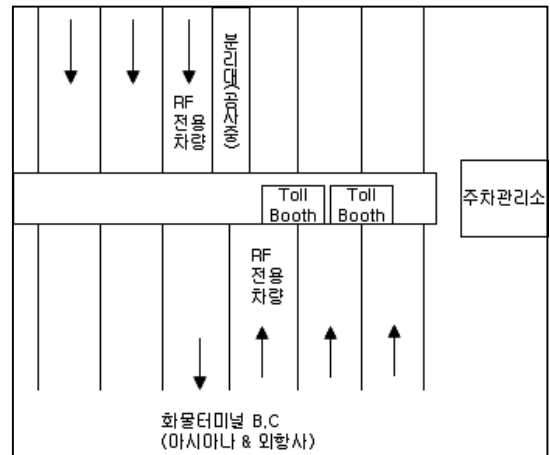 분리대(공사중)
RF
전용
차량
Toll
Booth
Toll
Booth
주차관리소
RF
전용
차량
화물터미널 B,C
(아시아나 & 외항사)